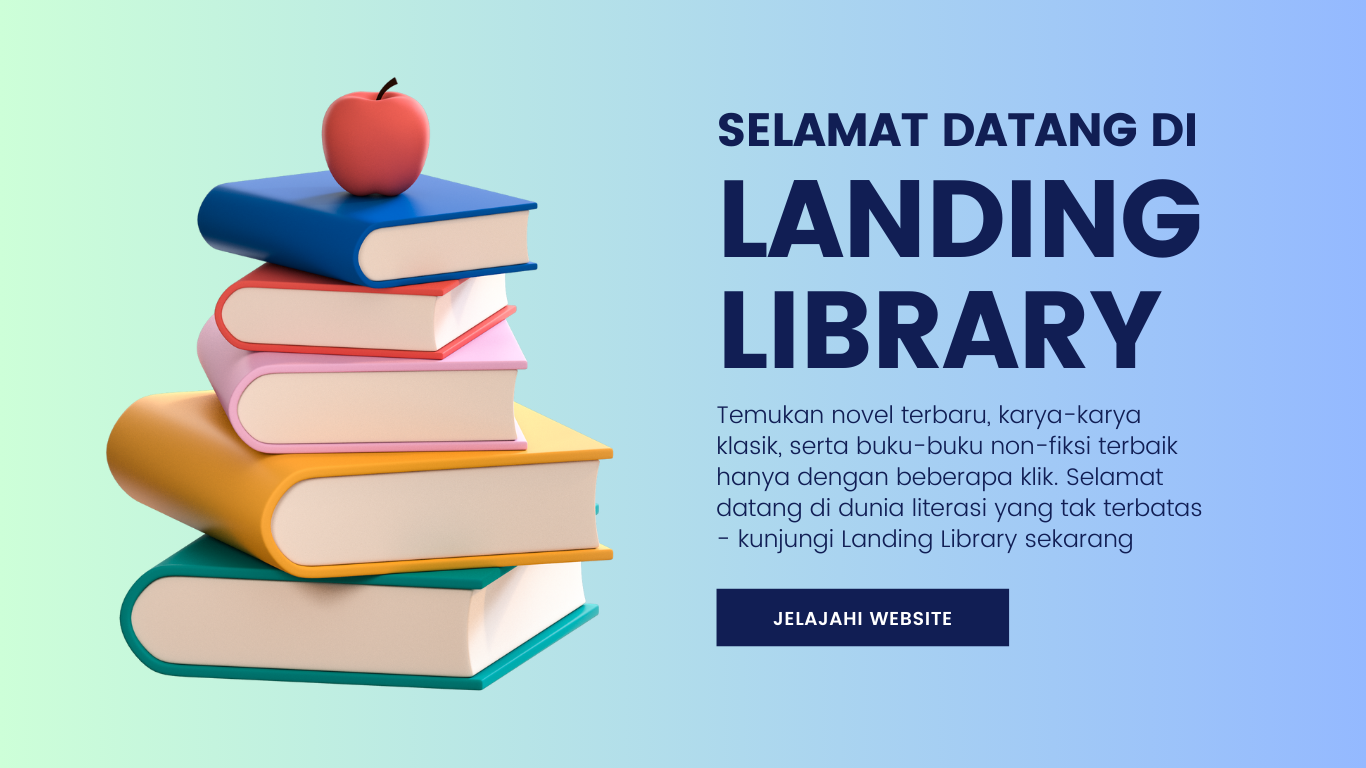 SELAMAT DATANG DI
LANDING
LIBRARY
Temukan novel terbaru, karya-karya
klasik, serta buku-buku non-fiksi terbaik
hanya dengan beberapa klik. Selamat
datang di dunia literasi yang tak terbatas
- kunjungi Landing Library sekarang
JELAJAHI WEBSITE